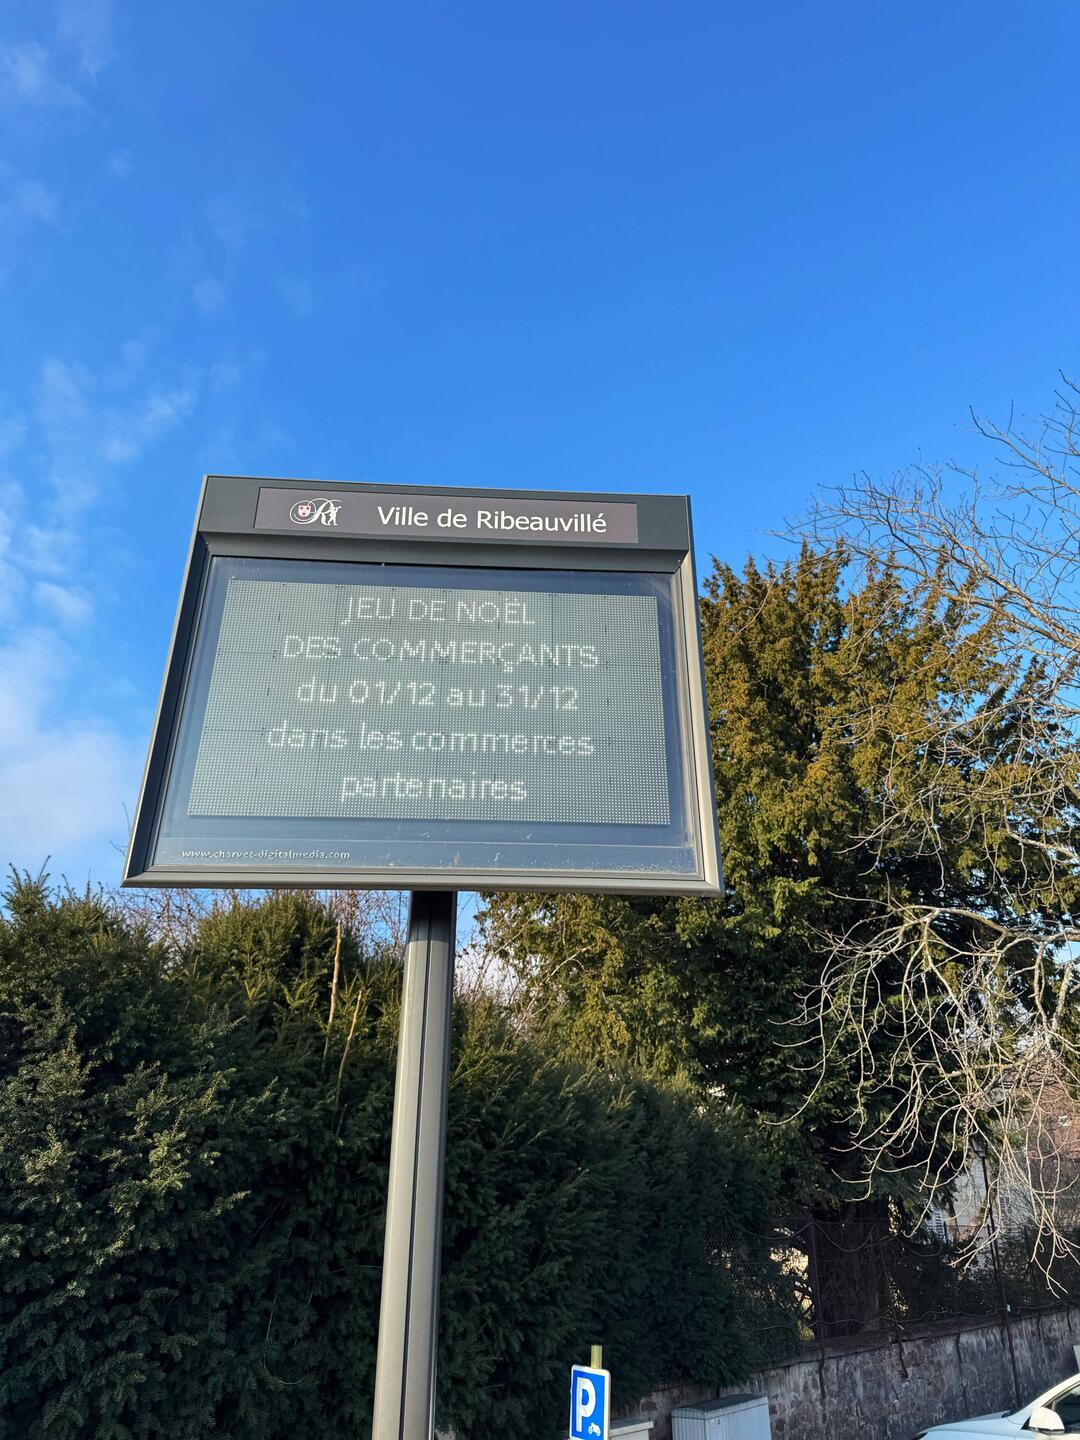 Ville de Ribeauvillé
JEU DE NOËL
DES COMMERÇANTS
du 01/12 au 31/12
dans les commerces
partenaires
www.charvet-digitalmedia.com
P